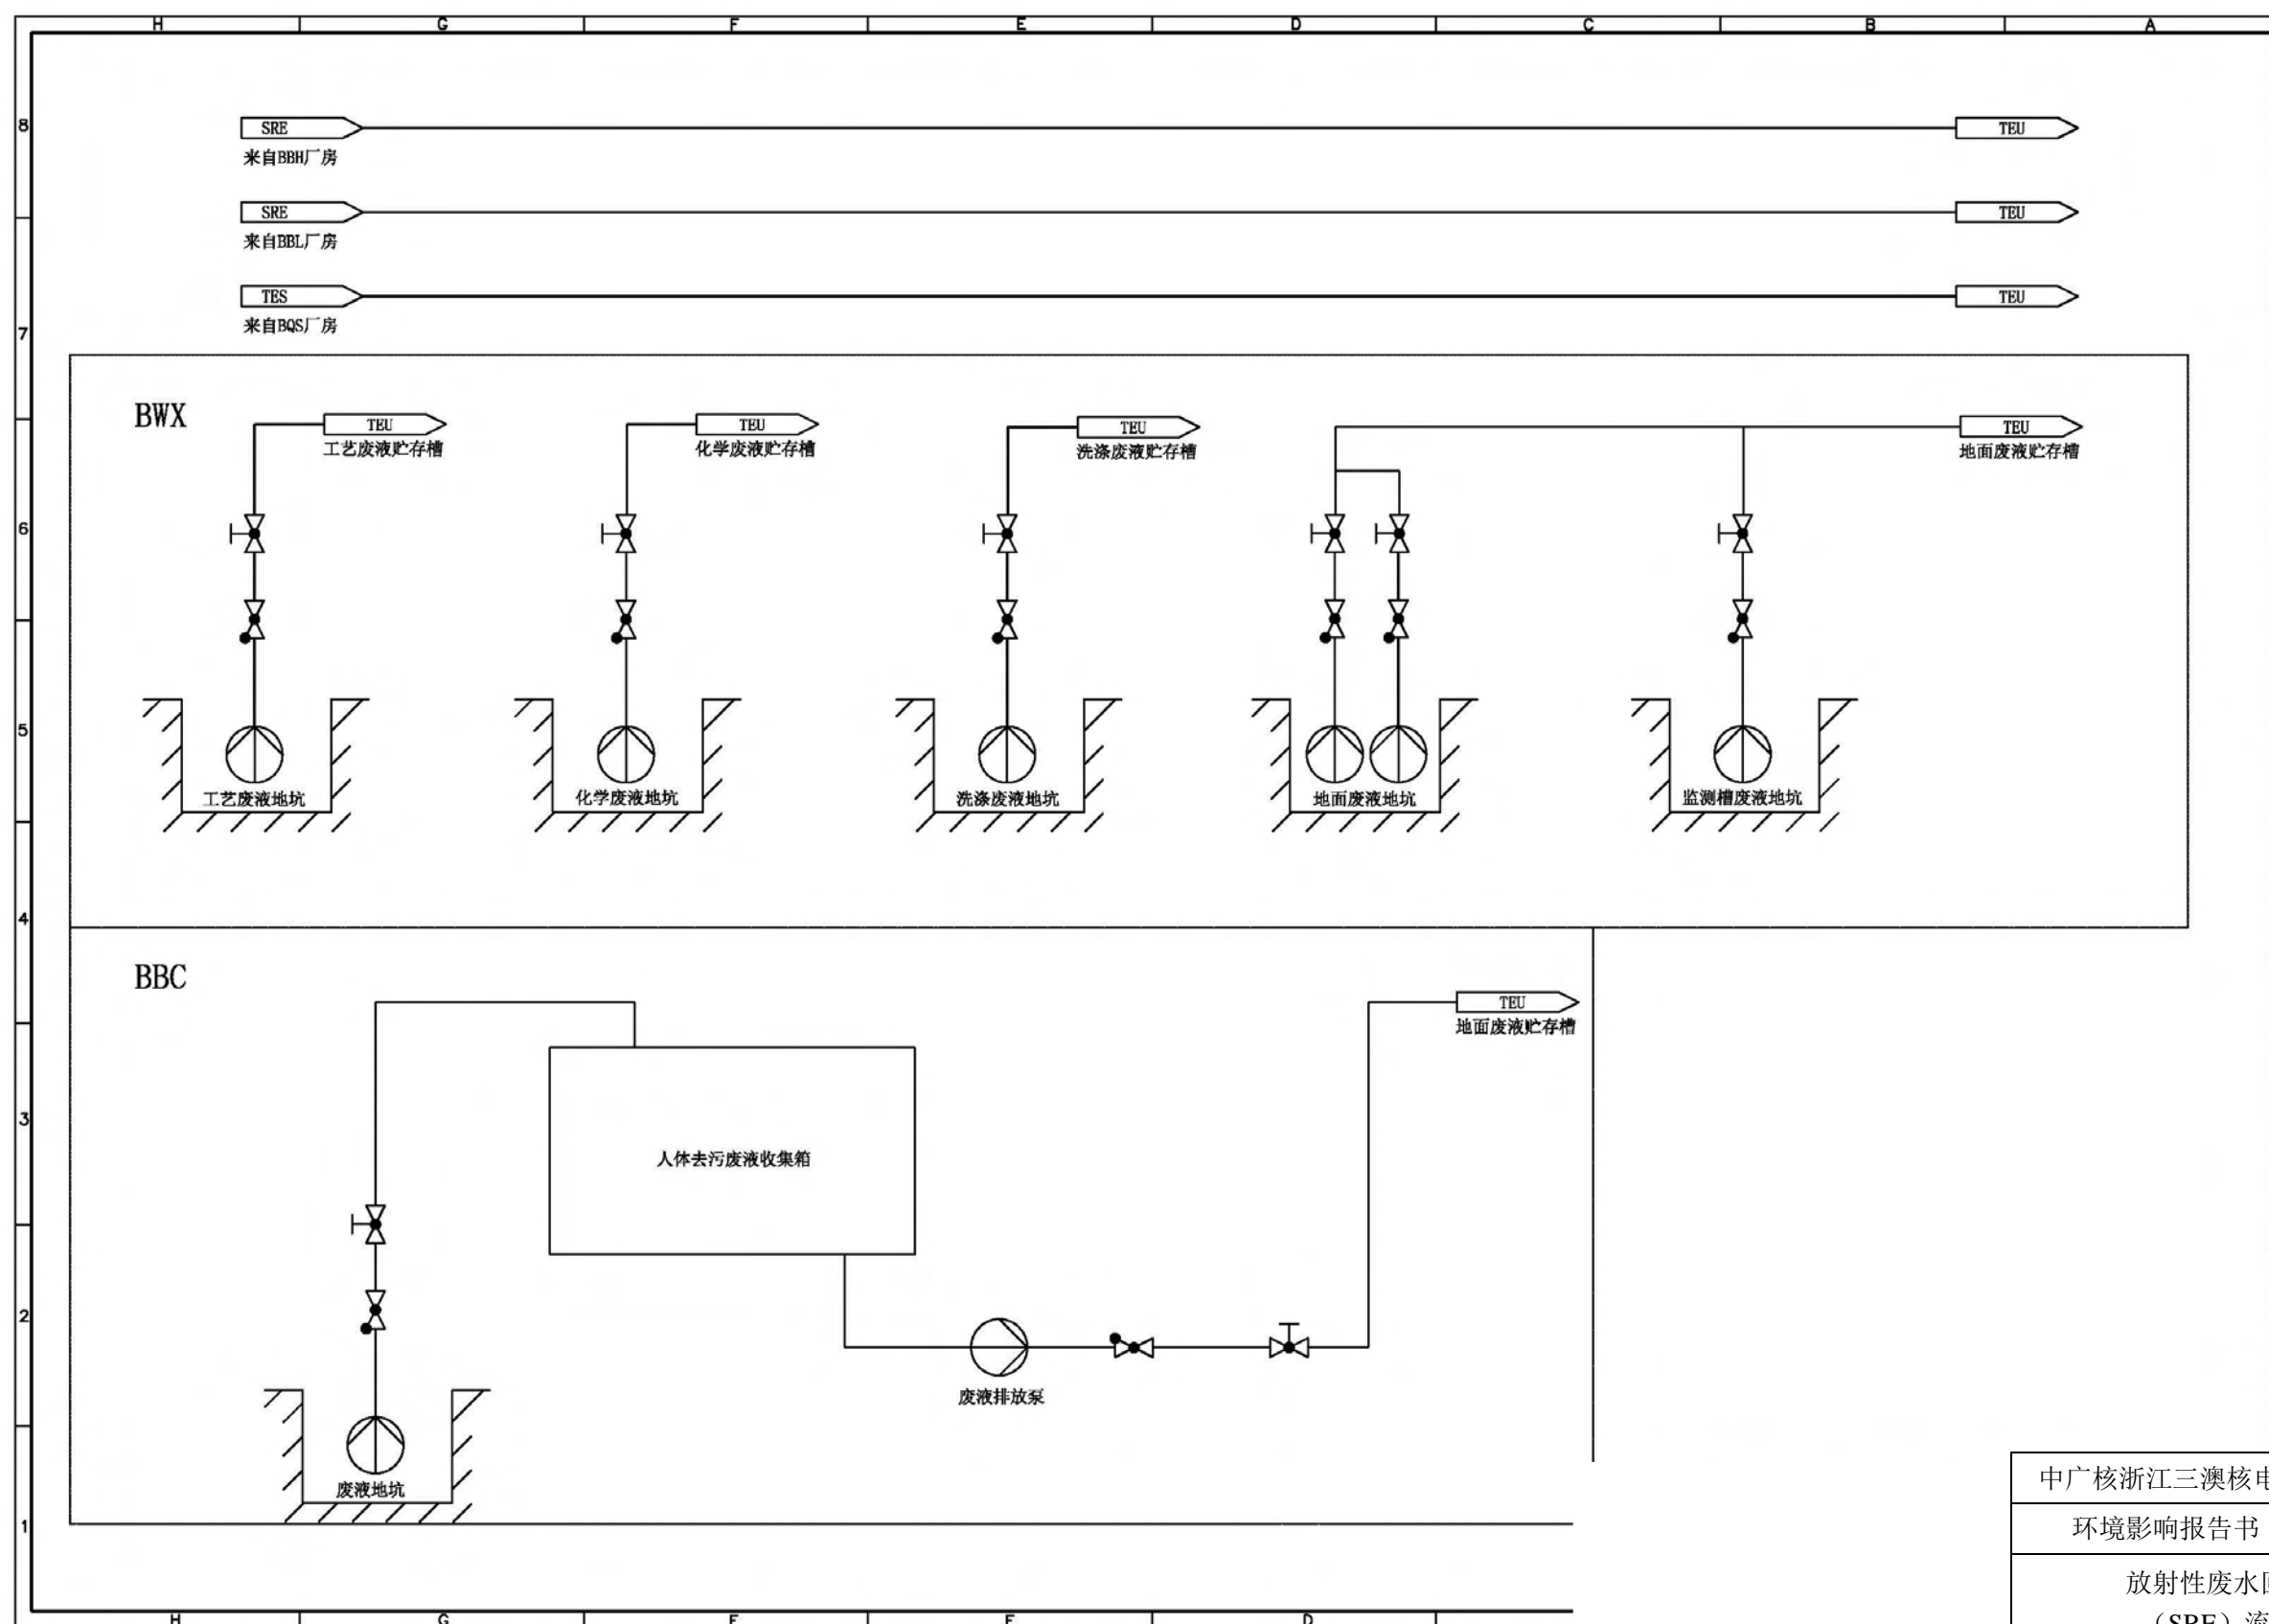 H G F E D C B A
8
SRE TEU
来自BBH厂房
SRE TEU
来自BBL厂房
TES TEU
来自BQS厂房
7
BWX
TEU TEU TEU TEU
工艺废液贮存槽 化学废液贮存槽 洗涤废液贮存槽 地面废液贮存槽
6
5
工艺废液地坑 化学废液地坑 洗涤废液地坑 地面废液地坑 监测槽废液地坑
4
BBC
TEU
地面废液贮存槽
3
人体去污废液收集箱
2
废液排放泵
废液地坑
1
中广核浙江三澳核电
环境影响报告书
放射性废水回
（SRE）流
H G F E D